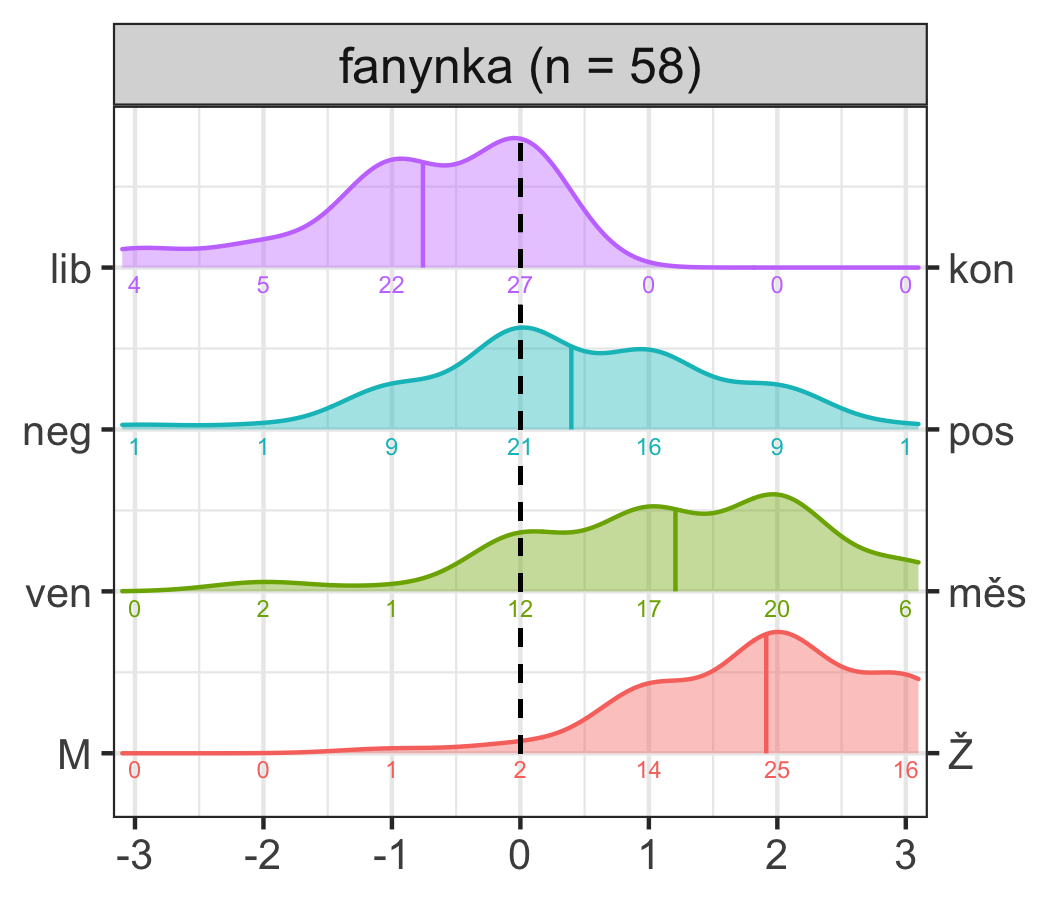 fanynka (n = 58)
lib kon
4 5 22 27 0 0 0
neg pos
1 1 9 21 16 9 1
ven měs
0 2 1 12 17 20 6
M Ž
0 0 1 2 14 25 16
-3 -2 -1 0 1 2 3